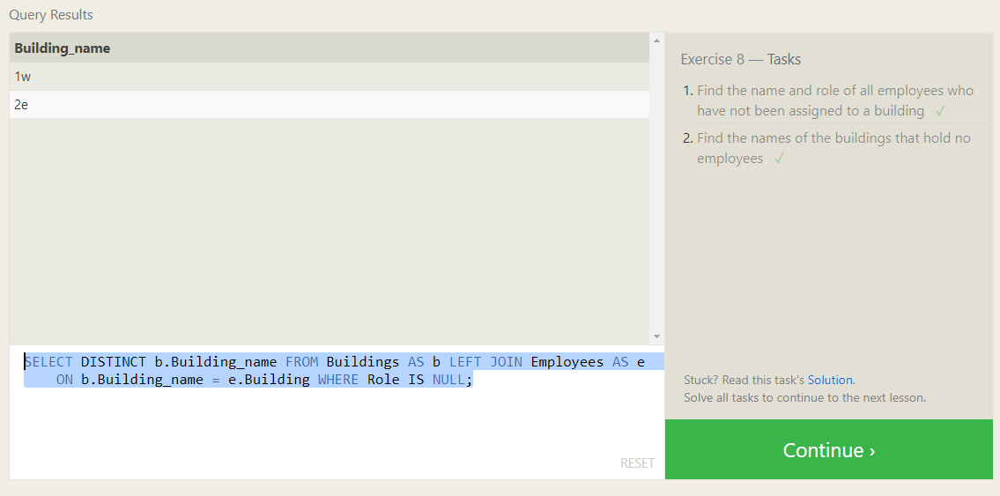 Query Results
Building_name
1w
2e
SELECT DISTINCT b.Building_name FROM Buildings AS b LEFT JOIN Employees AS e
ON b.Building_name = e.Building WHERE Role IS NULL;
RESET
Exercise 8 — Tasks
1. Find the name and role of all employees who
have not been assigned to a building ✓
2. Find the names of the buildings that hold no
employees ✓
Stuck? Read this task's Solution.
Solve all tasks to continue to the next lesson.
Continue ›